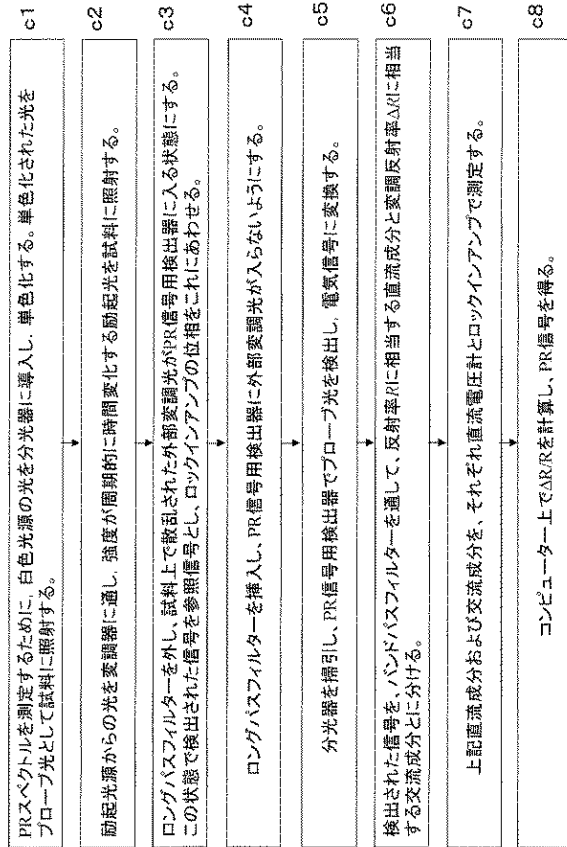 PRスペクトルを測定するために、白色光源の光を分光器に導入し、単色化する。単色化された光を
プローブ光として試料に照射する。
c1
励起光源からの光を変調器に通し、強度が周期的に時間変化する励起光を試料に照射する。
c2
ロングパスフィルターを外し、試料上で散乱された外部変調光がPR信号用検出器に入る状態にする。
この状態で検出された信号を参照信号とし、ロックインアンプの位相をこれにあわせる。
c3
ロングパスフィルターを挿入し、PR信号用検出器に外部変調光が入らないようにする。
c4
分光器を掃引し、PR信号用検出器でプローブ光を検出し、電気信号に変換する。
c5
検出された信号を、バンドパスフィルターを通して、反射率Rに相当する直流成分と変調反射率ΔRに相当
する交流成分とに分ける。
c6
上記直流成分および交流成分を、それぞれ直流電圧計とロックインアンプで測定する。
c7
コンピューター上でΔR/Rを計算し、PR信号を得る。
c8